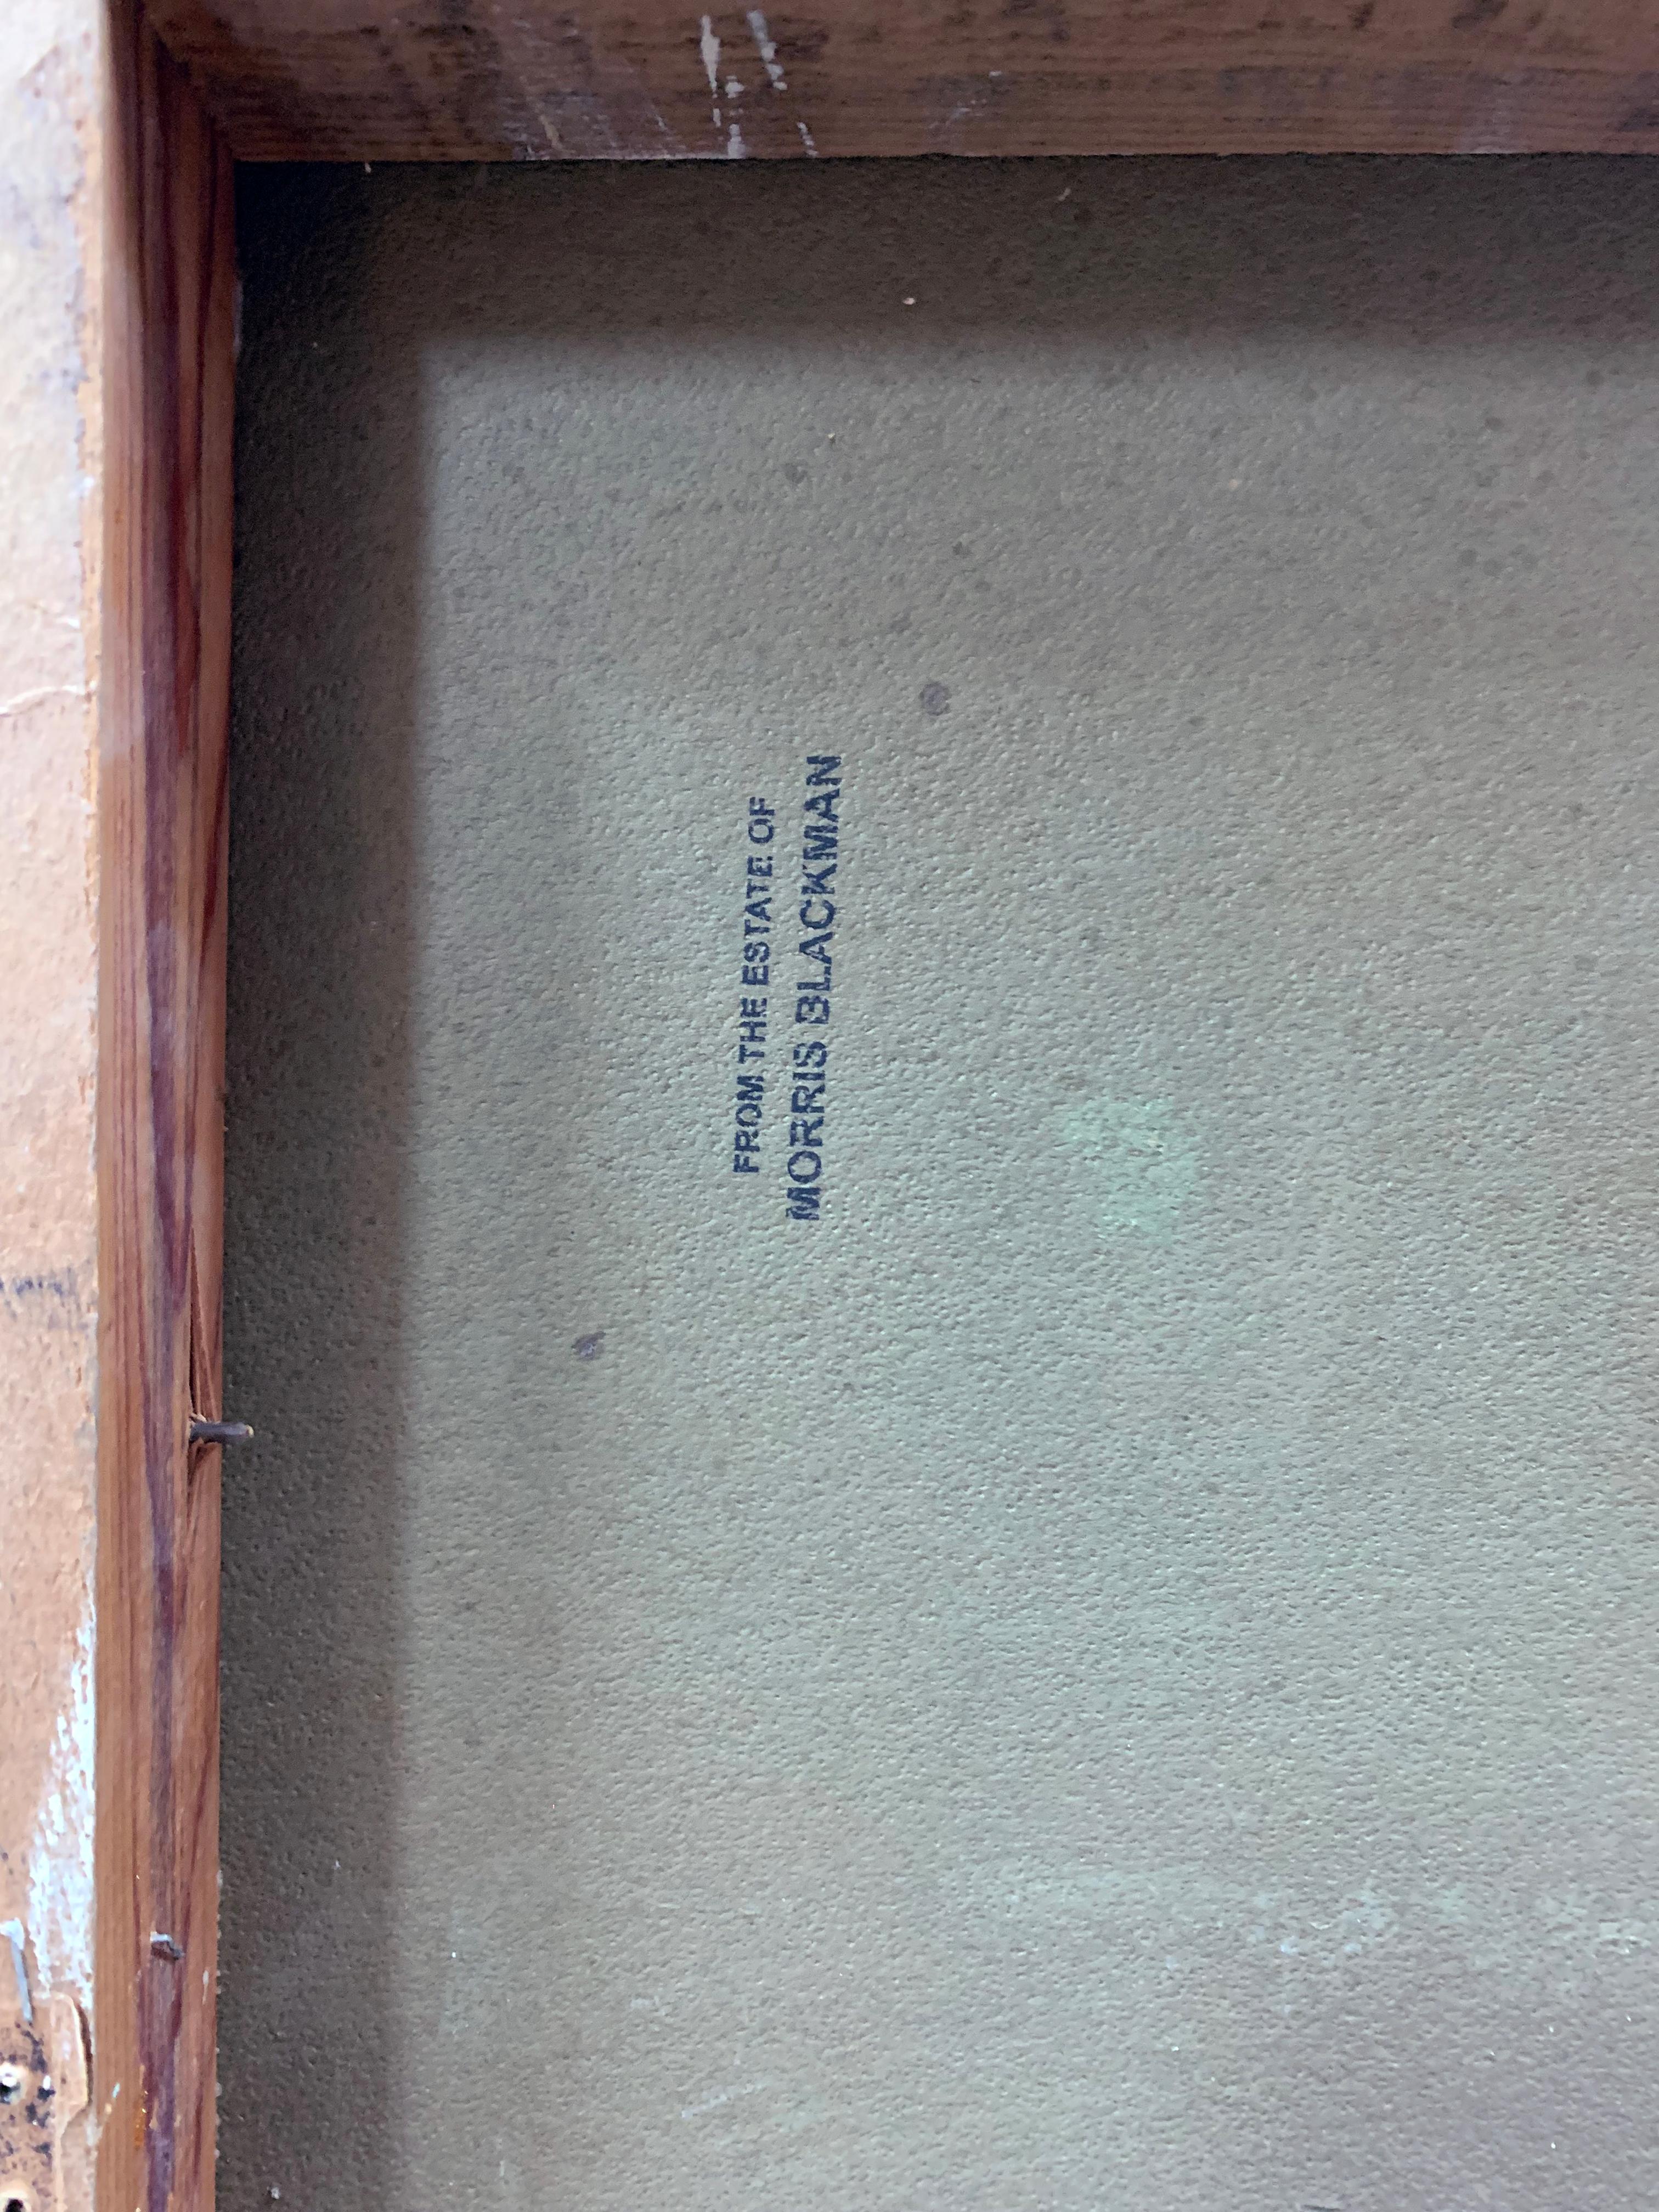 FROM THE ESTATE OF
MORRIS BLACKMAN